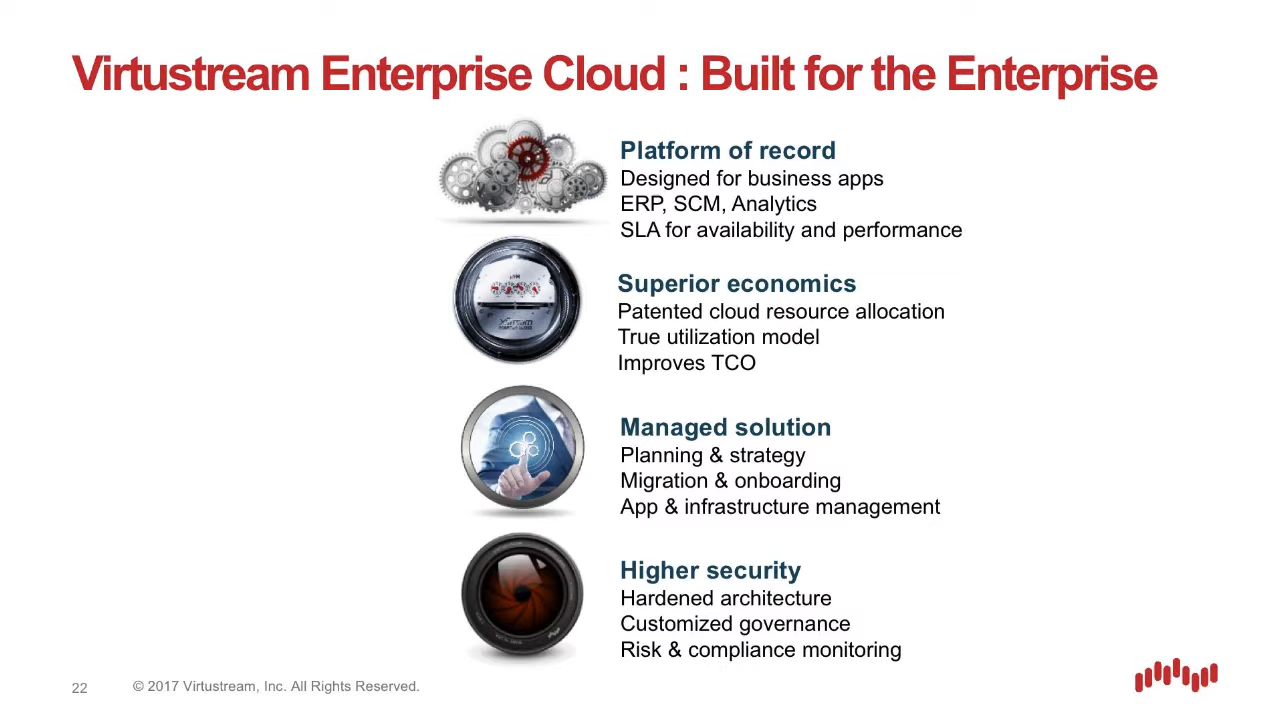 Virtustream Enterprise Cloud : Built for the Enterprise
Platform of record
Designed for business apps
ERP, SCM, Analytics
SLA for availability and performance
Superior economics
Patented cloud resource allocation
True utilization model
Improves TCO
Managed solution
Planning & strategy
Migration & onboarding
App & infrastructure management
Higher security
Hardened architecture
Customized governance
Risk & compliance monitoring
22
© 2017 Virtustream, Inc. All Rights Reserved.